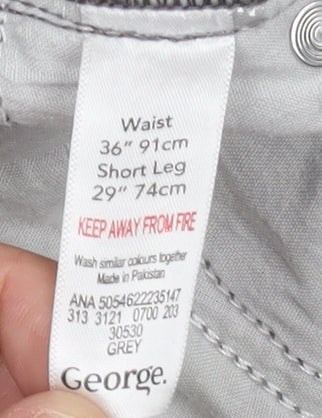 Waist
36" 91cm
Short Leg
29" 74cm
KEEP AWAY FROM FIRE
Wash similar colours together
Made in Pakistan
ANA 5054622235147
313 3121 0700 203
30530
GREY
George.